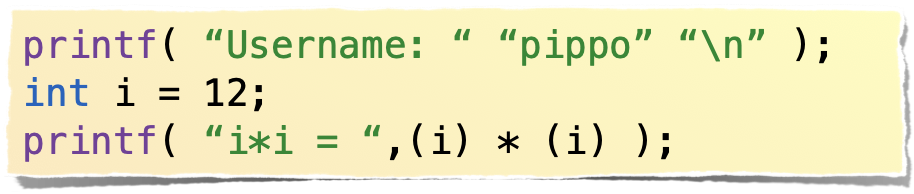 printf( “Username: “ “pippo” “\n” );
int i = 12;
printf( “i*i = “,(i) * (i) );